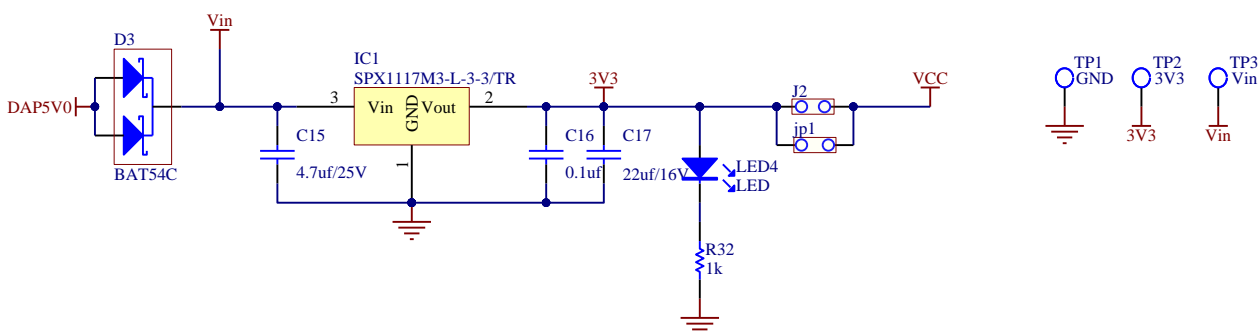 Vin
D3
DAP5V0
BAT54C
IC1
SPX1117M3-L-3-3/TR
3
Vin
GND
Vout
2
1
C15
4.7uf/25V
3V3
C16
0.1uf
C17
22uf/16V
LED4
LED
R32
1k
J2
jp1
VCC
TP1
GND
TP2
3V3
3V3
TP3
Vin
Vin